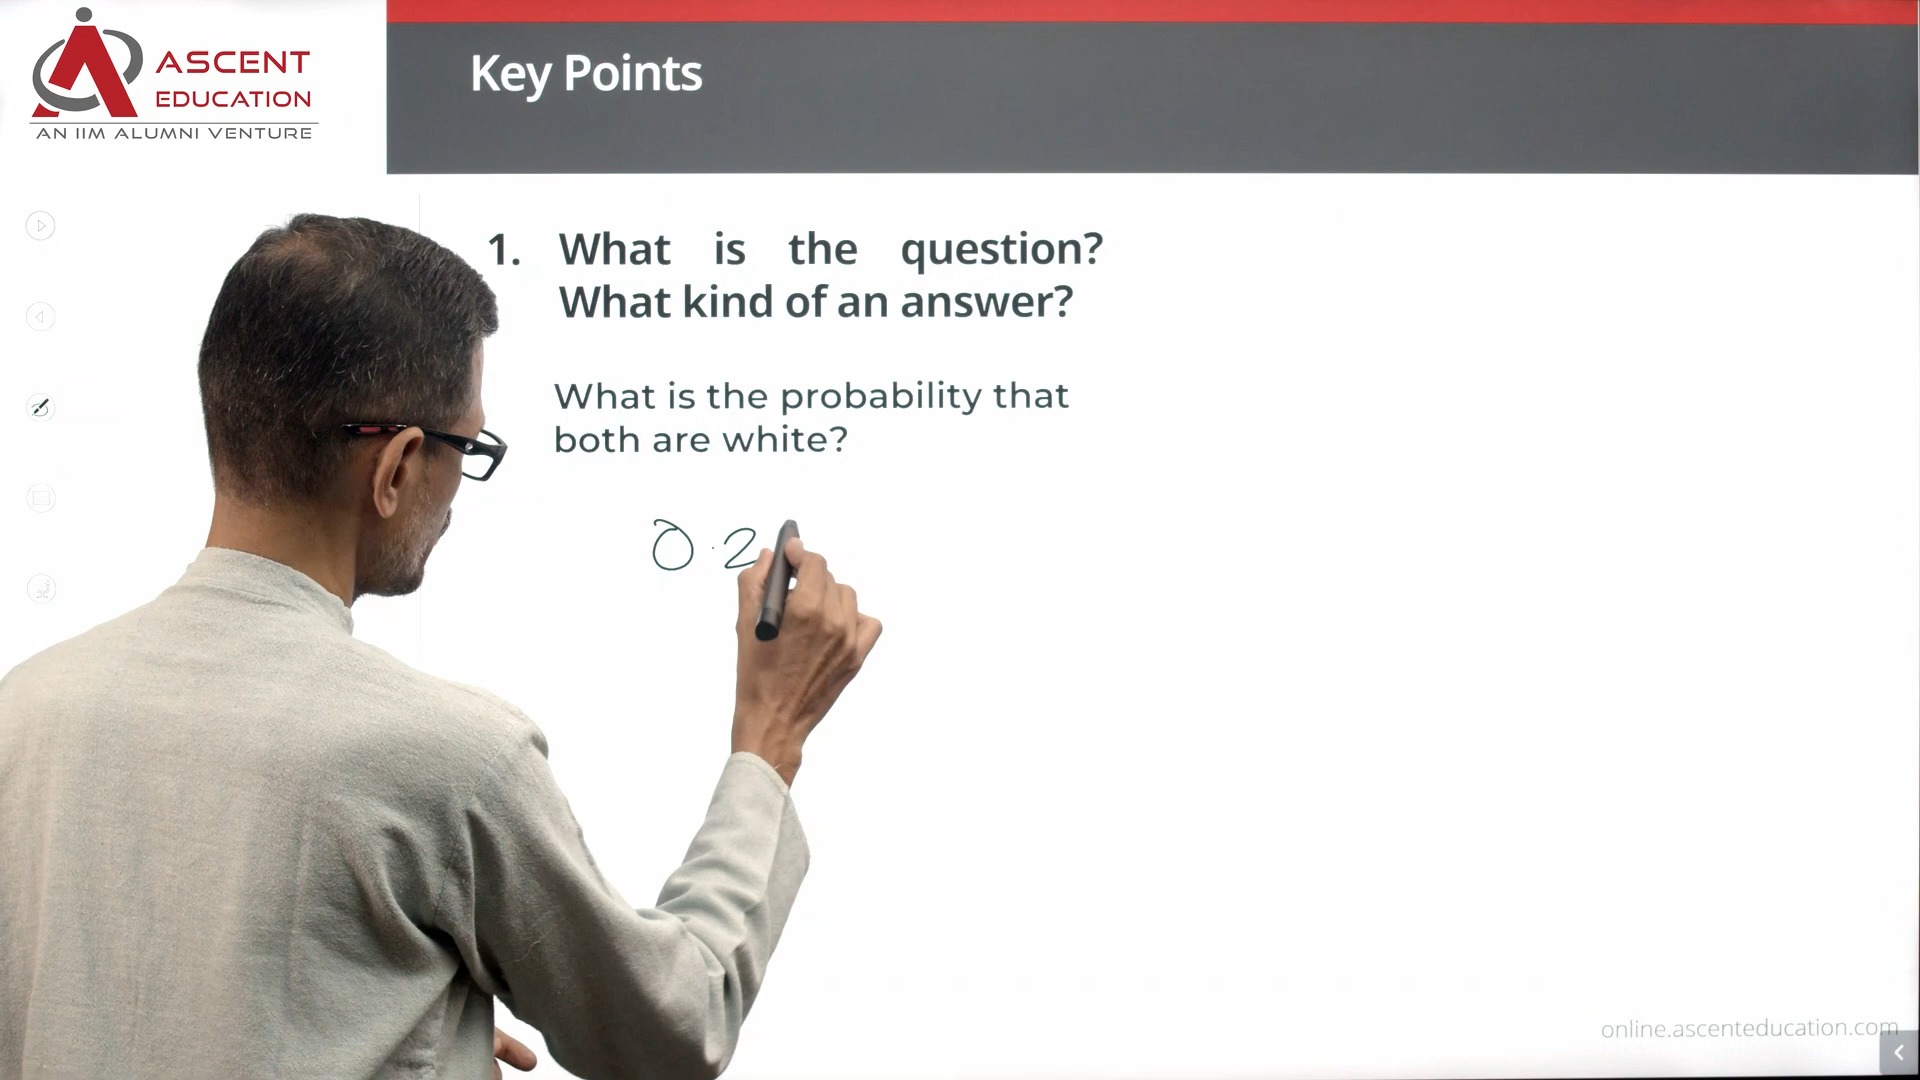 ASCENT
EDUCATION
AN IIM ALUMNI VENTURE
Key Points
1. What is the question?
What kind of an answer?
What is the probability that
both are white?
0.2
online.ascenteducation.com